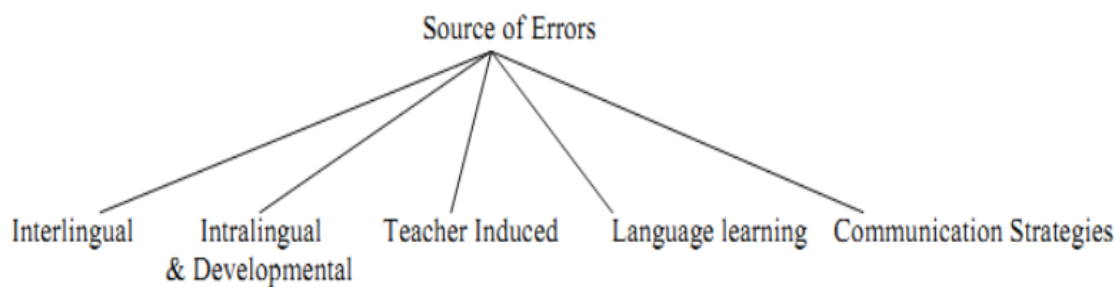 Source of Errors
Interlingual Intralingual Teacher Induced Language learning Communication Strategies
& Developmental